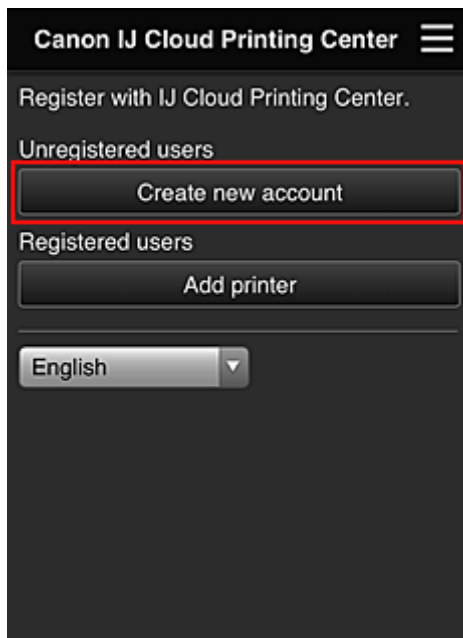 Canon IJ Cloud Printing Center
Register with IJ Cloud Printing Center.
Unregistered users
Create new account
Registered users
Add printer
English